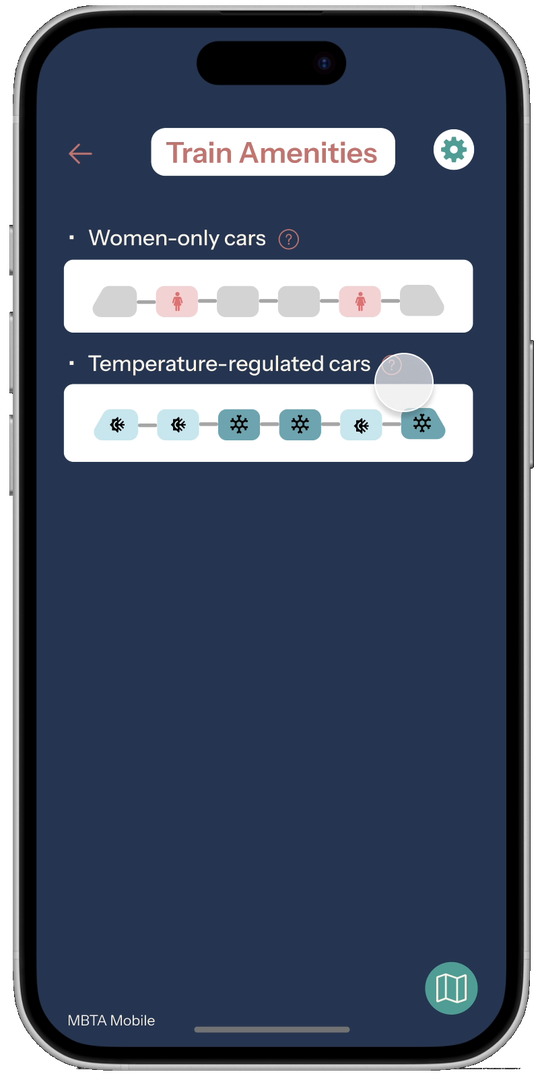 Train Amenities
· Women-only cars ?
· Temperature-regulated cars ?
MBTA Mobile